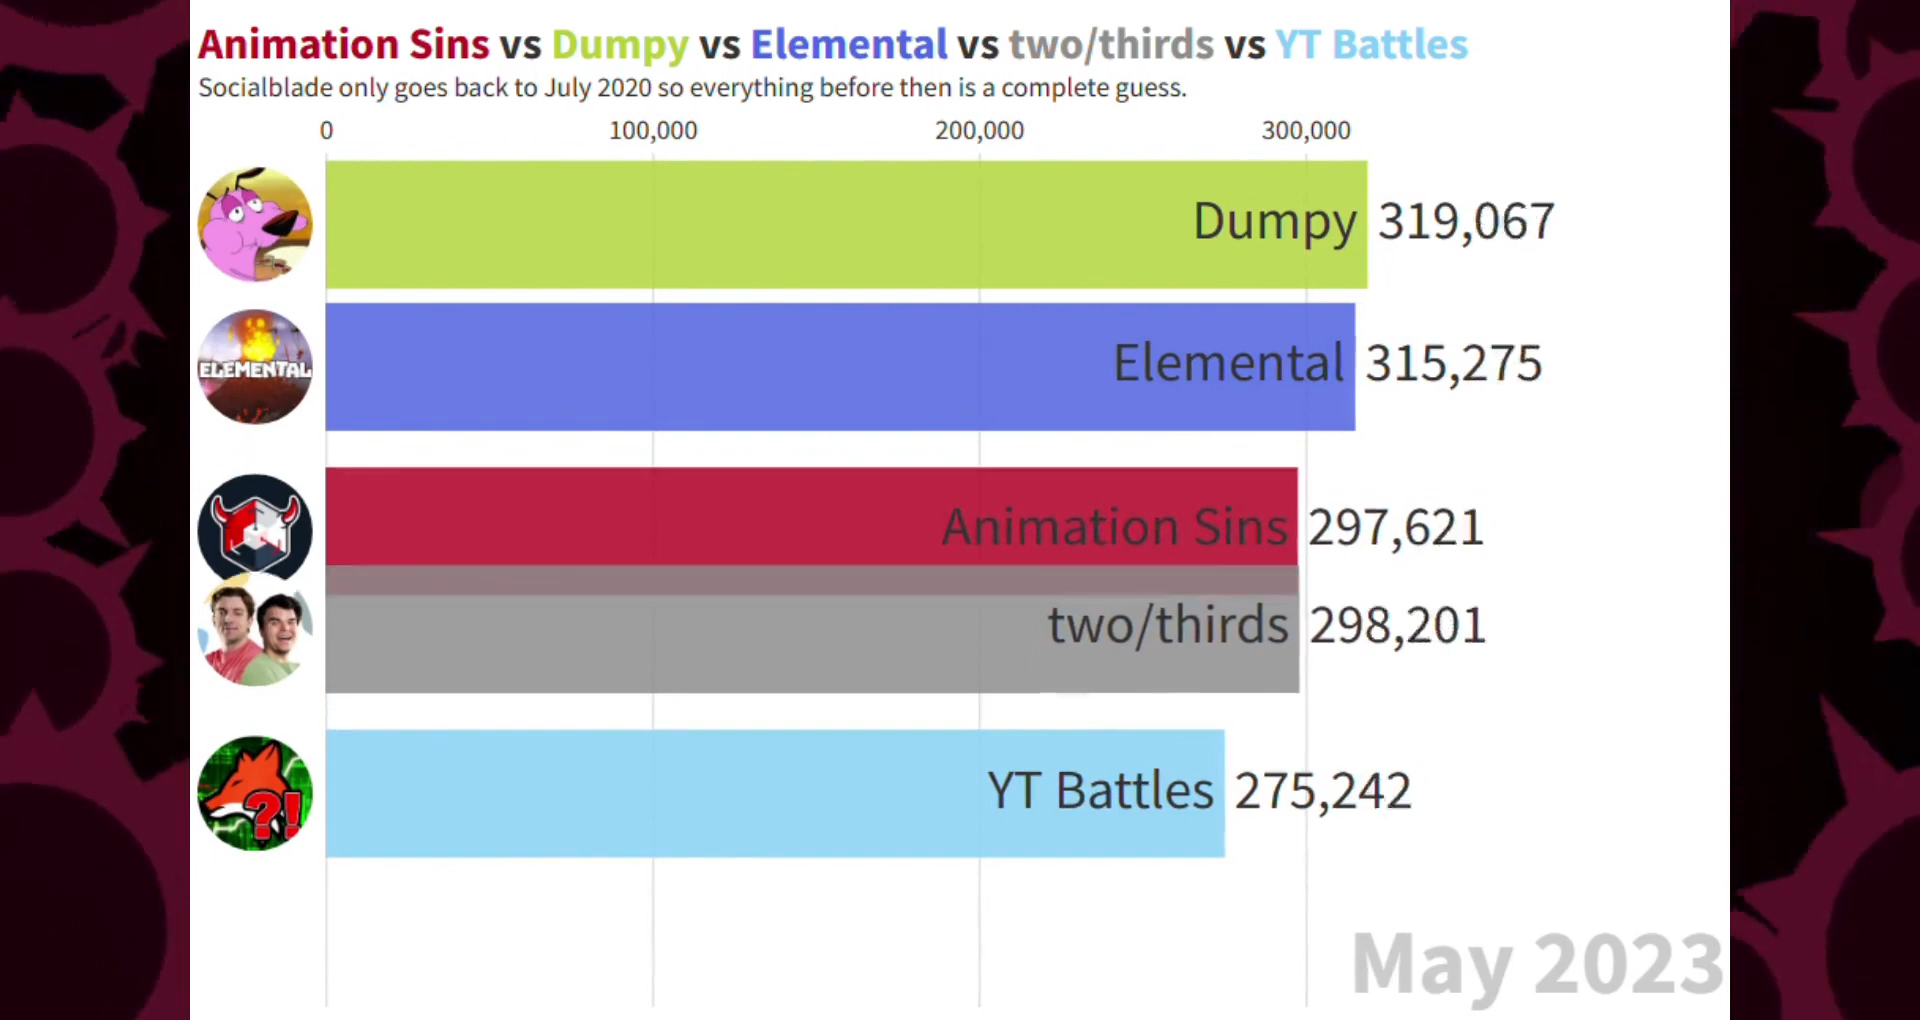 Animation Sins vs Dumpy vs Elemental vs two/thirds vs YT Battles
Socialblade only goes back to July 2020 so everything before then is a complete guess.
0 100,000 200,000 300,000
Dumpy 319,067
ELEMENTAL
Elemental 315,275
Animation Sins 297,621
two/thirds 298,201
?!
YT Battles 275,242
May 2023